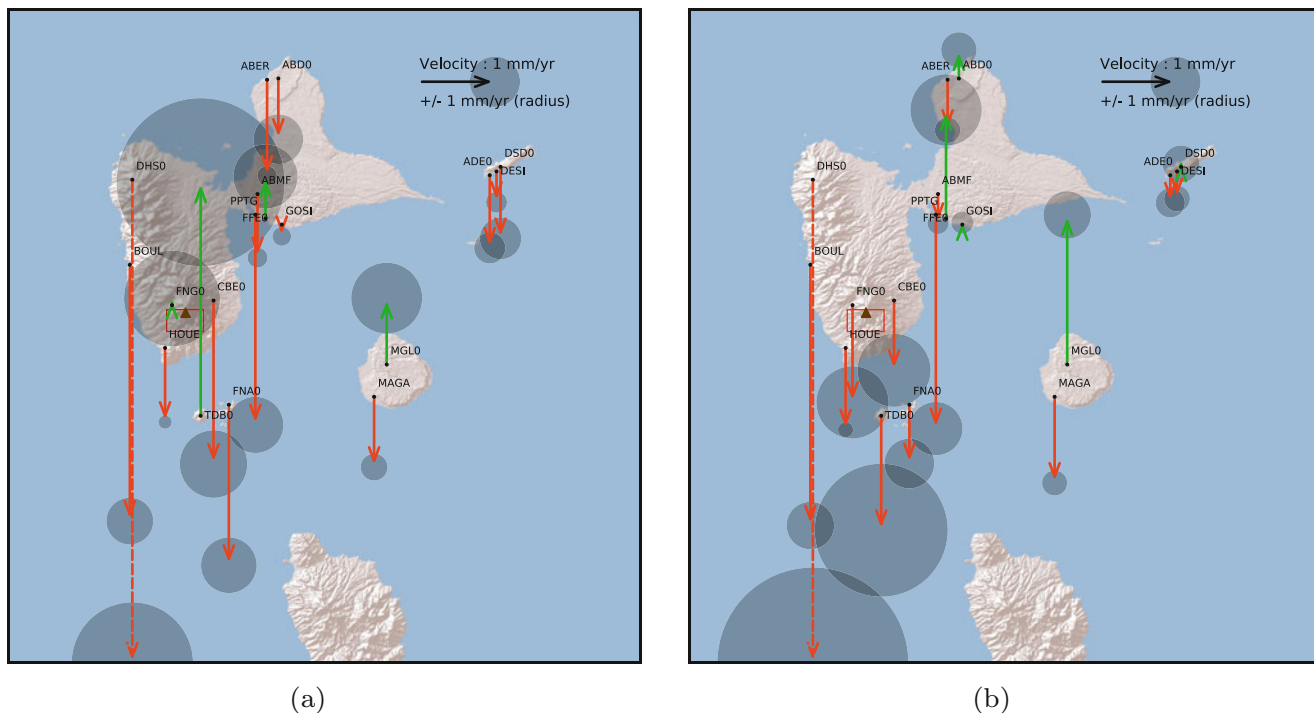 ABER ABD0
Velocity : 1 mm/yr
+/- 1 mm/yr (radius)
DHS0
ADE0 DSD0
DESI
ABMF
PPTG
FFE0 GOSI
BOUL
FNG0 CBE0
HOUE
MGL0
MAGA
FNA0
TDB0
(a)
ABER ABD0
Velocity : 1 mm/yr
+/- 1 mm/yr (radius)
DHS0
ADE0 DSD0
DESI
ABMF
PPTG
FFE0 GOSI
BOUL
FNG0 CBE0
HOUE
MGL0
MAGA
FNA0
TDB0
(b)